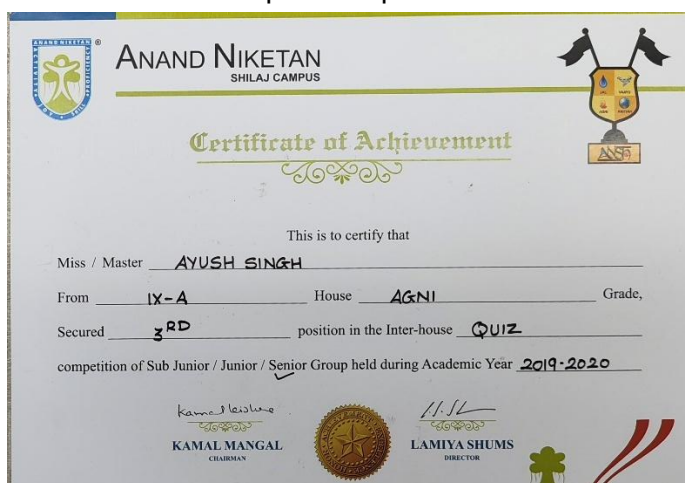 ANAND NIKETAN
SHILAJ CAMPUS
ANAND NIKETAN
Certificate of Achievement
This is to certify that
Miss / Master AYUSH SINGH
From IX-A House AGNI Grade,
Secured 3RD position in the Inter-house QUIZ
competition of Sub Junior / Junior / Senior Group held during Academic Year 2019-2020
KAMAL MANGAL
CHAIRMAN
LAMIYA SHUMS
DIRECTOR